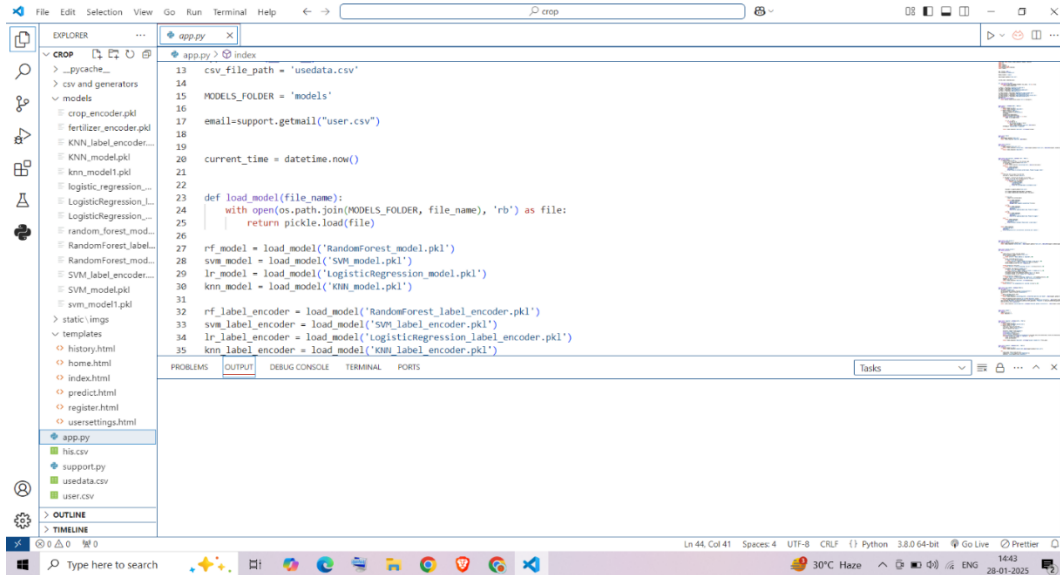 File Edit Selection View Go Run Terminal Help
crop
EXPLORER
app.py
CROP
app.py > index
> __pycache__
> csv and generators
models
crop_encoder.pkl
fertilizer_encoder.pkl
KNN_label_encoder....
KNN_model.pkl
knn_model1.pkl
logistic_regression_...
LogisticRegression_l...
LogisticRegression_...
random_forest_mod...
RandomForest_label...
RandomForest_mod...
SVM_label_encoder....
SVM_model.pkl
svm_model1.pkl
> static\imgs
templates
history.html
home.html
index.html
predict.html
register.html
usersettings.html
app.py
his.csv
support.py
usedata.csv
user.csv
> OUTLINE
> TIMELINE
13 csv_file_path = 'usedata.csv'
14
15 MODELS_FOLDER = 'models'
16
17 email=support.getmail("user.csv")
18
19
20 current_time = datetime.now()
21
22
23 def load_model(file_name):
24 with open(os.path.join(MODELS_FOLDER, file_name), 'rb') as file:
25 return pickle.load(file)
26
27 rf_model = load_model('RandomForest_model.pkl')
28 svm_model = load_model('SVM_model.pkl')
29 lr_model = load_model('LogisticRegression_model.pkl')
30 knn_model = load_model('KNN_model.pkl')
31
32 rf_label_encoder = load_model('RandomForest_label_encoder.pkl')
33 svm_label_encoder = load_model('SVM_label_encoder.pkl')
34 lr_label_encoder = load_model('LogisticRegression_label_encoder.pkl')
35 knn_label_encoder = load_model('KNN_label_encoder.pkl')
PROBLEMS OUTPUT DEBUG CONSOLE TERMINAL PORTS
Tasks
0 0 0
Ln 44, Col 41 Spaces: 4 UTF-8 CRLF {} Python 3.8.0 64-bit Go Live Prettier
Type here to search
30°C Haze
ENG
14:43
28-01-2025
2